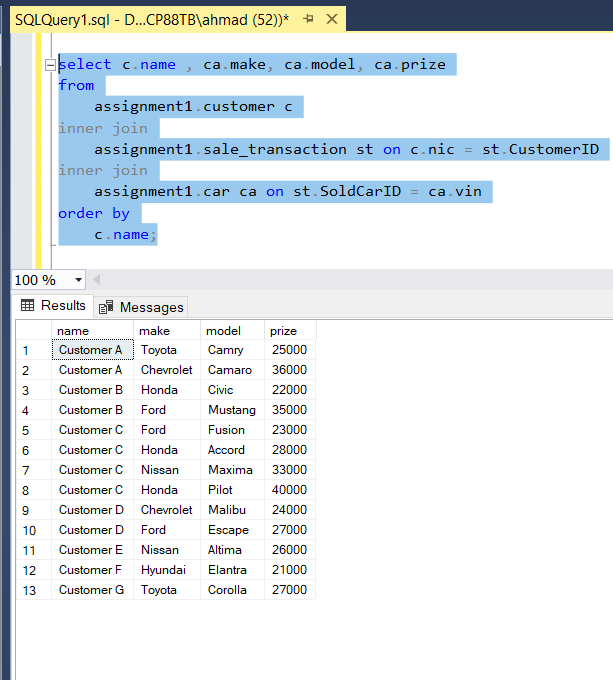 SQLQuery1.sql - D...CP88TB\ahmad (52))*
select c.name , ca.make, ca.model, ca.prize
from
assignment1.customer c
inner join
assignment1.sale_transaction st on c.nic = st.CustomerID
inner join
assignment1.car ca on st.SoldCarID = ca.vin
order by
c.name;
100 %
Results Messages
name make model prize
1 Customer A Toyota Camry 25000
2 Customer A Chevrolet Camaro 36000
3 Customer B Honda Civic 22000
4 Customer B Ford Mustang 35000
5 Customer C Ford Fusion 23000
6 Customer C Honda Accord 28000
7 Customer C Nissan Maxima 33000
8 Customer C Honda Pilot 40000
9 Customer D Chevrolet Malibu 24000
10 Customer D Ford Escape 27000
11 Customer E Nissan Altima 26000
12 Customer F Hyundai Elantra 21000
13 Customer G Toyota Corolla 27000